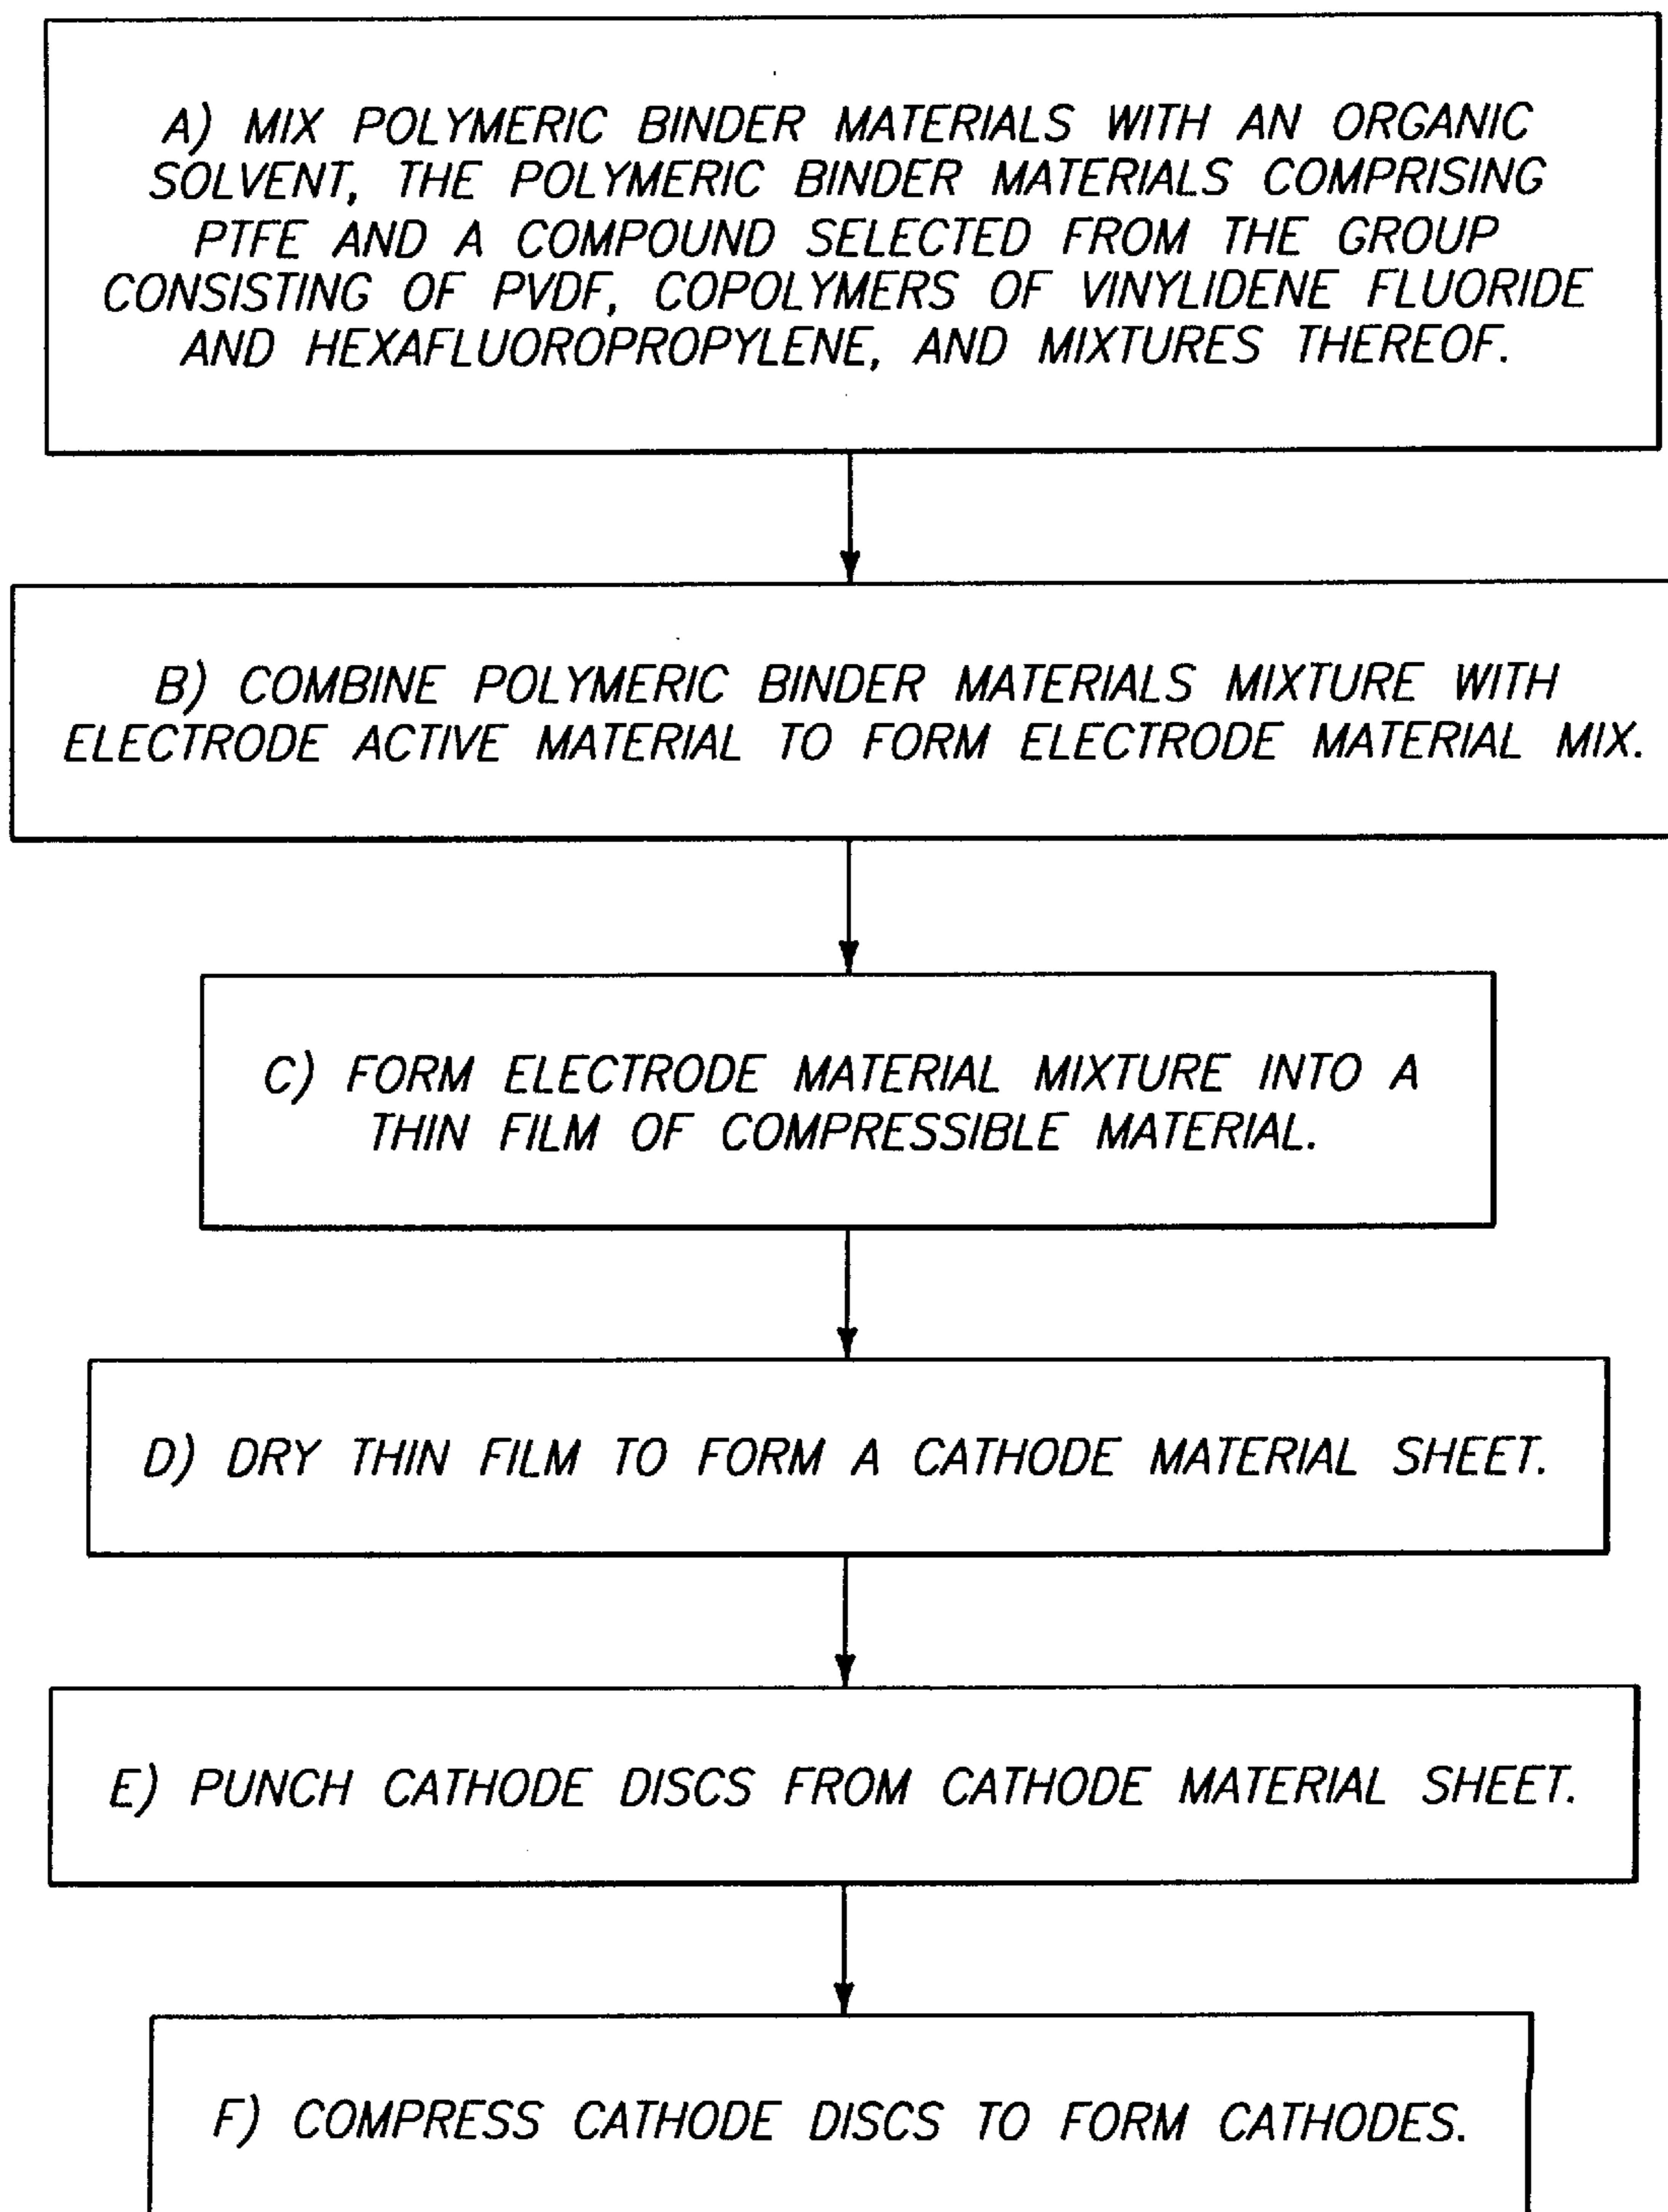 A) MIX POLYMERIC BINDER MATERIALS WITH AN ORGANIC
SOLVENT, THE POLYMERIC BINDER MATERIALS COMPRISING
PTFE AND A COMPOUND SELECTED FROM THE GROUP
CONSISTING OF PVDF, COPOLYMERS OF VINYLIDENE FLUORIDE
AND HEXAFLUOROPROPYLENE, AND MIXTURES THEREOF.
B) COMBINE POLYMERIC BINDER MATERIALS MIXTURE WITH
ELECTRODE ACTIVE MATERIAL TO FORM ELECTRODE MATERIAL MIX.
C) FORM ELECTRODE MATERIAL MIXTURE INTO A
THIN FILM OF COMPRESSIBLE MATERIAL.
D) DRY THIN FILM TO FORM A CATHODE MATERIAL SHEET.
E) PUNCH CATHODE DISCS FROM CATHODE MATERIAL SHEET.
F) COMPRESS CATHODE DISCS TO FORM CATHODES.